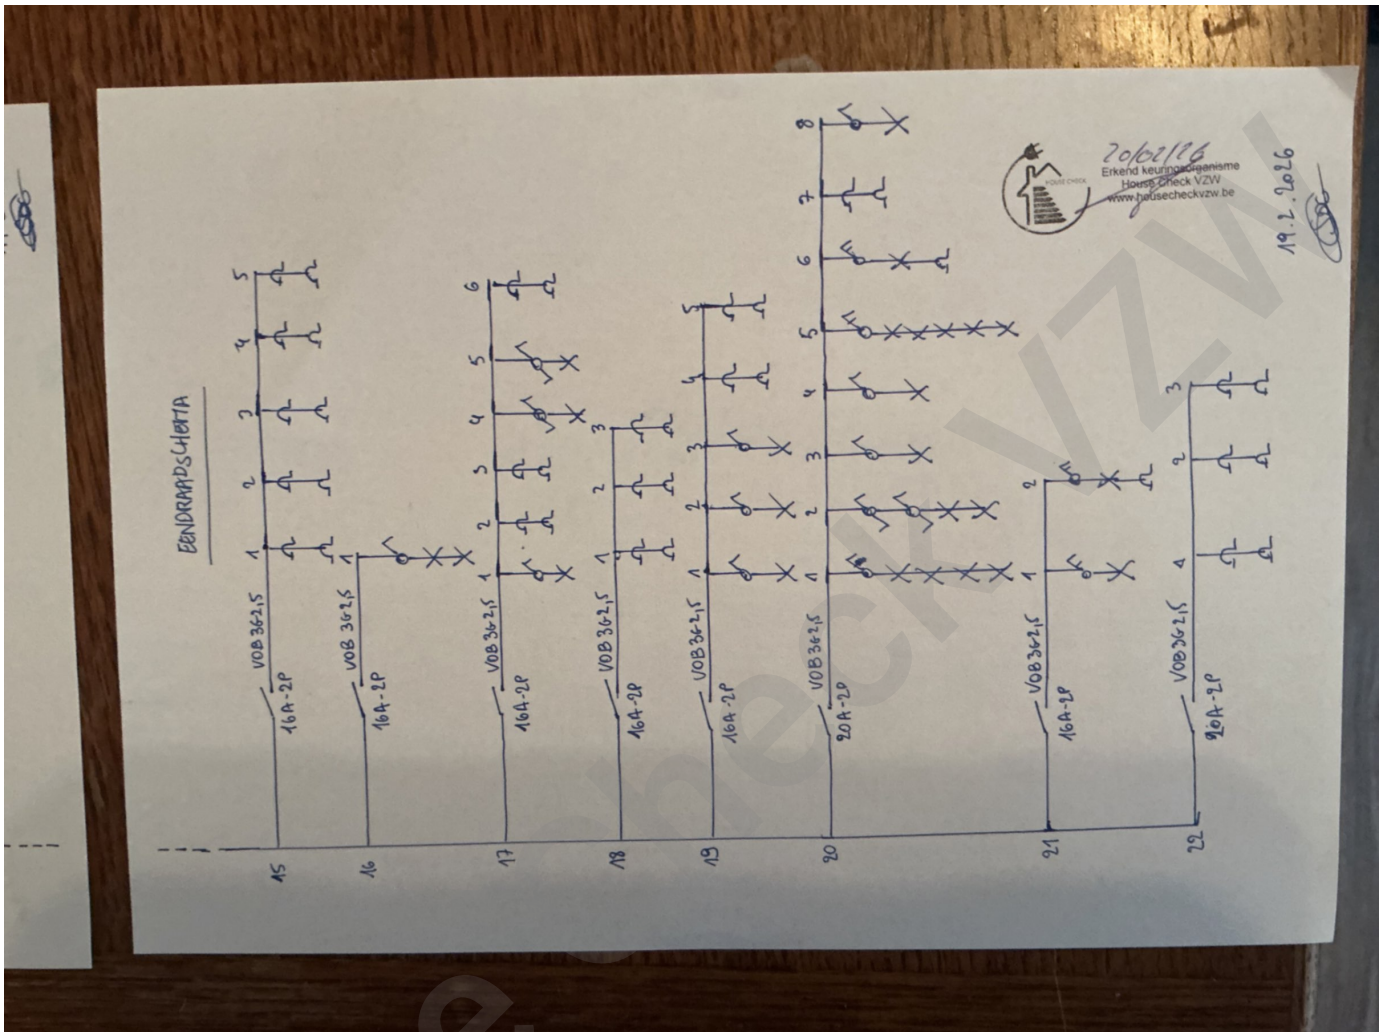 EENDRAADSCHEMA
15
16A-2P
VOB 3G2,5
1 2 3 4 5
16
16A-2P
VOB 3G2,5
1
17
16A-2P
VOB 3G2,5
1 2 3 4 5 6
18
16A-2P
VOB 3G2,5
1 2 3
19
16A-2P
VOB 3G2,5
1 2 3 4 5
20
20A-2P
VOB 3G2,5
1 2 3 4 5 6 7 8
21
16A-2P
VOB 3G2,5
1 2
22
20A-2P
VOB 3G2,5
1 2 3
HOUSE CHECK
20/02/26
Erkend keuringsorganisme
House Check VZW
www.housecheckvzw.be
19.2.2026
e check VZW